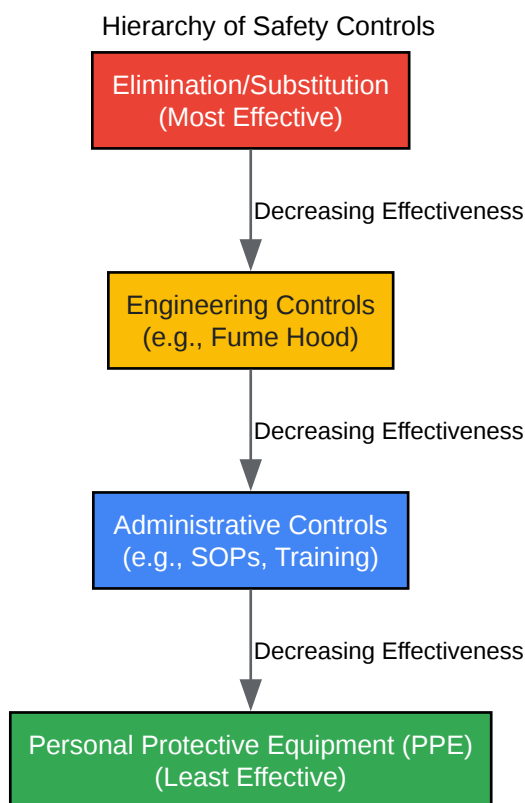 Hierarchy of Safety Controls
Elimination/Substitution
(Most Effective)
Decreasing Effectiveness
Engineering Controls
(e.g., Fume Hood)
Decreasing Effectiveness
Administrative Controls
(e.g., SOPs, Training)
Decreasing Effectiveness
Personal Protective Equipment (PPE)
(Least Effective)